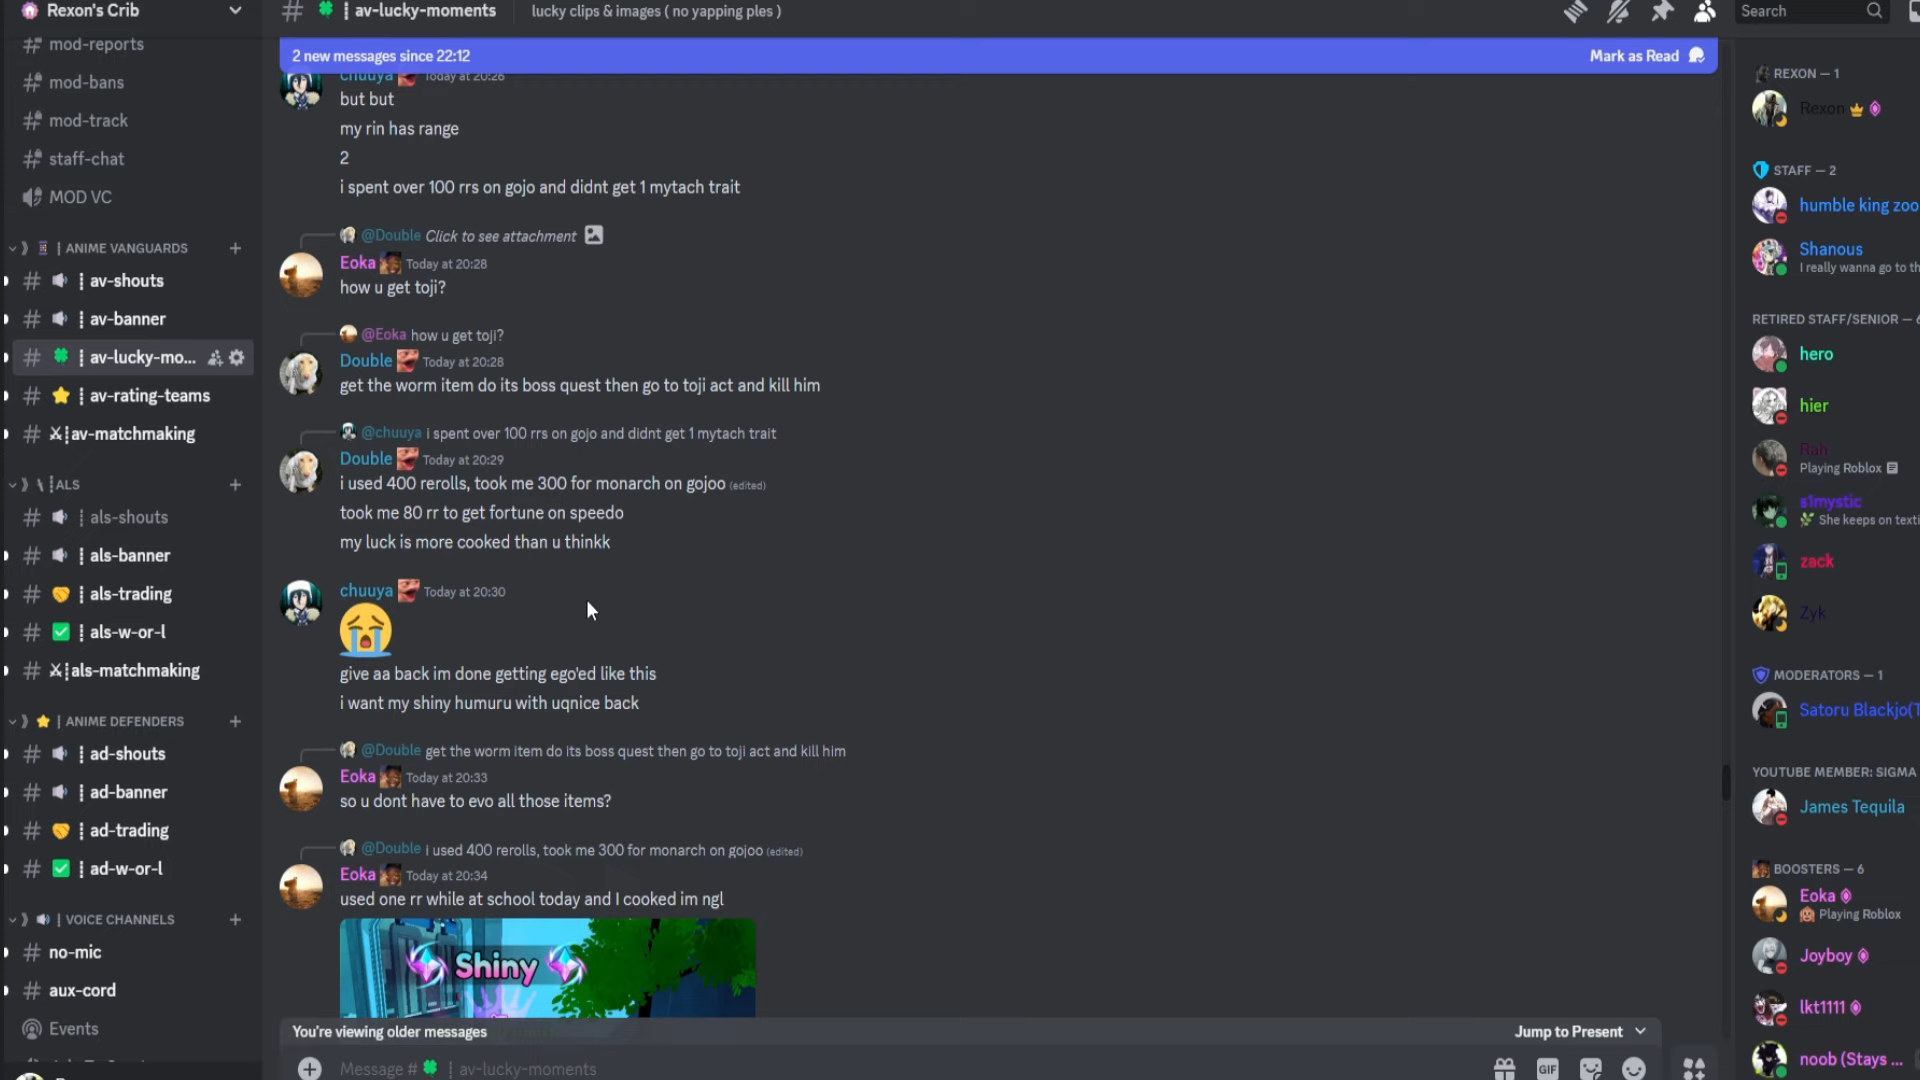 Rexon's Crib
mod-reports
mod-bans
mod-track
staff-chat
MOD VC
| ANIME VANGUARDS
av-shouts
av-banner
av-lucky-mo...
av-rating-teams
av-matchmaking
ALS
als-shouts
als-banner
als-trading
als-w-or-l
als-matchmaking
| ANIME DEFENDERS
ad-shouts
ad-banner
ad-trading
ad-w-or-l
| VOICE CHANNELS
no-mic
aux-cord
Events
av-lucky-moments
lucky clips & images ( no yapping ples )
Search
2 new messages since 22:12
Mark as Read
chuuya Today at 20:26
but but
my rin has range
2
i spent over 100 rrs on gojo and didnt get 1 mytach trait
@Double Click to see attachment
Eoka Today at 20:28
how u get toji?
@Eoka how u get toji?
Double Today at 20:28
get the worm item do its boss quest then go to toji act and kill him
@chuuya i spent over 100 rrs on gojo and didnt get 1 mytach trait
Double Today at 20:29
i used 400 rerolls, took me 300 for monarch on gojoo (edited)
took me 80 rr to get fortune on speedo
my luck is more cooked than u thinkk
chuuya Today at 20:30
give aa back im done getting ego'ed like this
i want my shiny humuru with uqnice back
@Double get the worm item do its boss quest then go to toji act and kill him
Eoka Today at 20:33
so u dont have to evo all those items?
@Double i used 400 rerolls, took me 300 for monarch on gojoo (edited)
Eoka Today at 20:34
used one rr while at school today and I cooked im ngl
Shiny
You're viewing older messages
Jump to Present
Message # | av-lucky-moments
GIF
REXON — 1
Rexon
STAFF — 2
humble king zoo
Shanous
I really wanna go to th
RETIRED STAFF/SENIOR — 6
hero
hier
Rah
Playing Roblox
s1mystic
She keeps on texti
zack
Zyk
MODERATORS — 1
Satoru Blackjo(T
YOUTUBE MEMBER: SIGMA
James Tequila
BOOSTERS — 6
Eoka
Playing Roblox
Joyboy
lkt1111
noob (Stays ...